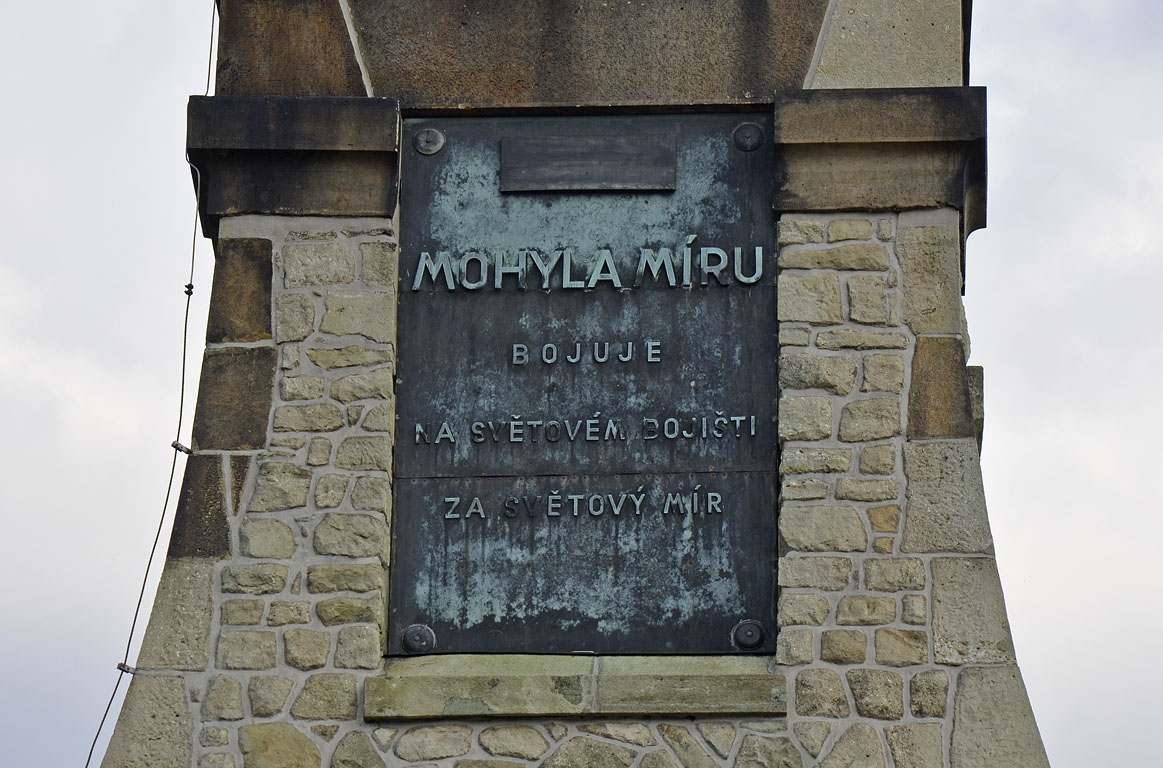 MOHYLA MÍRU
BOJUJE
NA SVĚTOVÉM BOJIŠTI
ZA SVĚTOVÝ MÍR